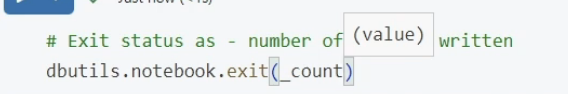 Just now (<1s)
# Exit status as - number of (value) written
dbutils.notebook.exit(_count)